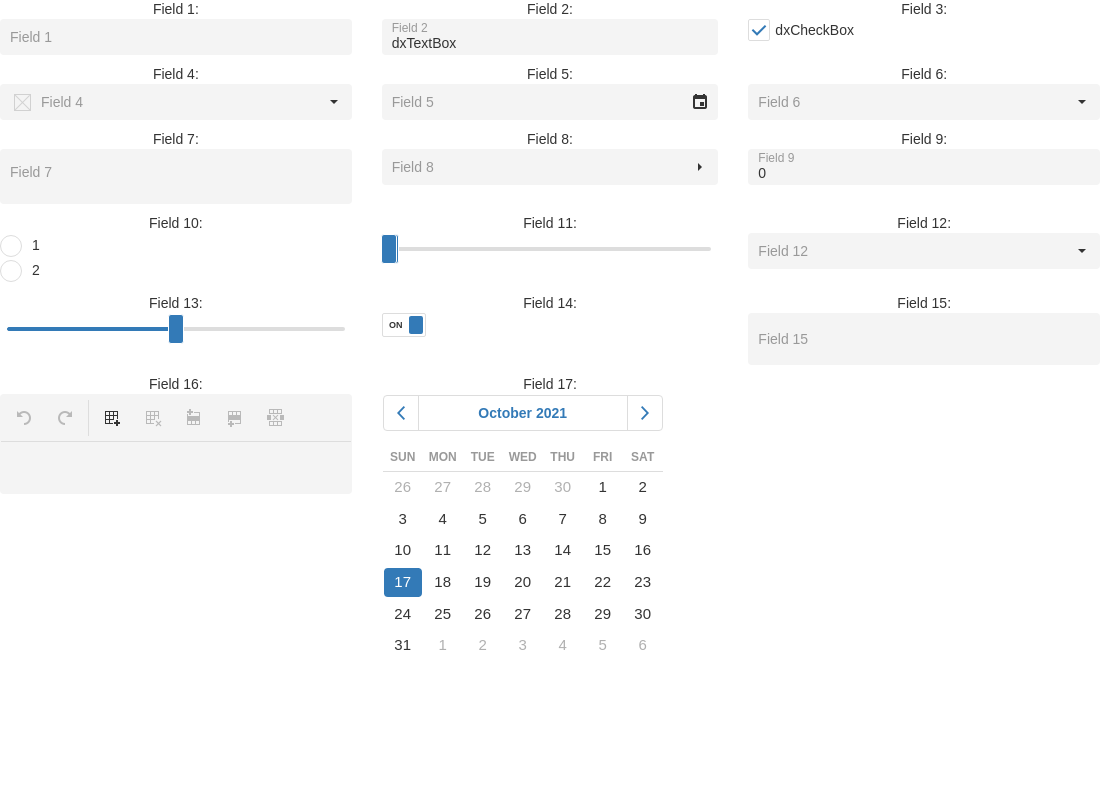 Field 1:
Field 1
Field 2:
Field 2
dxTextBox
Field 3:
dxCheckBox
Field 4:
Field 4
Field 5:
Field 5
Field 6:
Field 6
Field 7:
Field 7
Field 8:
Field 8
Field 9:
Field 9
0
Field 10:
1
2
Field 11:
Field 12:
Field 12
Field 13:
Field 14:
ON
Field 15:
Field 15
Field 16:
Field 17:
October 2021
SUN MON TUE WED THU FRI SAT
26 27 28 29 30 1 2
3 4 5 6 7 8 9
10 11 12 13 14 15 16
17 18 19 20 21 22 23
24 25 26 27 28 29 30
31 1 2 3 4 5 6